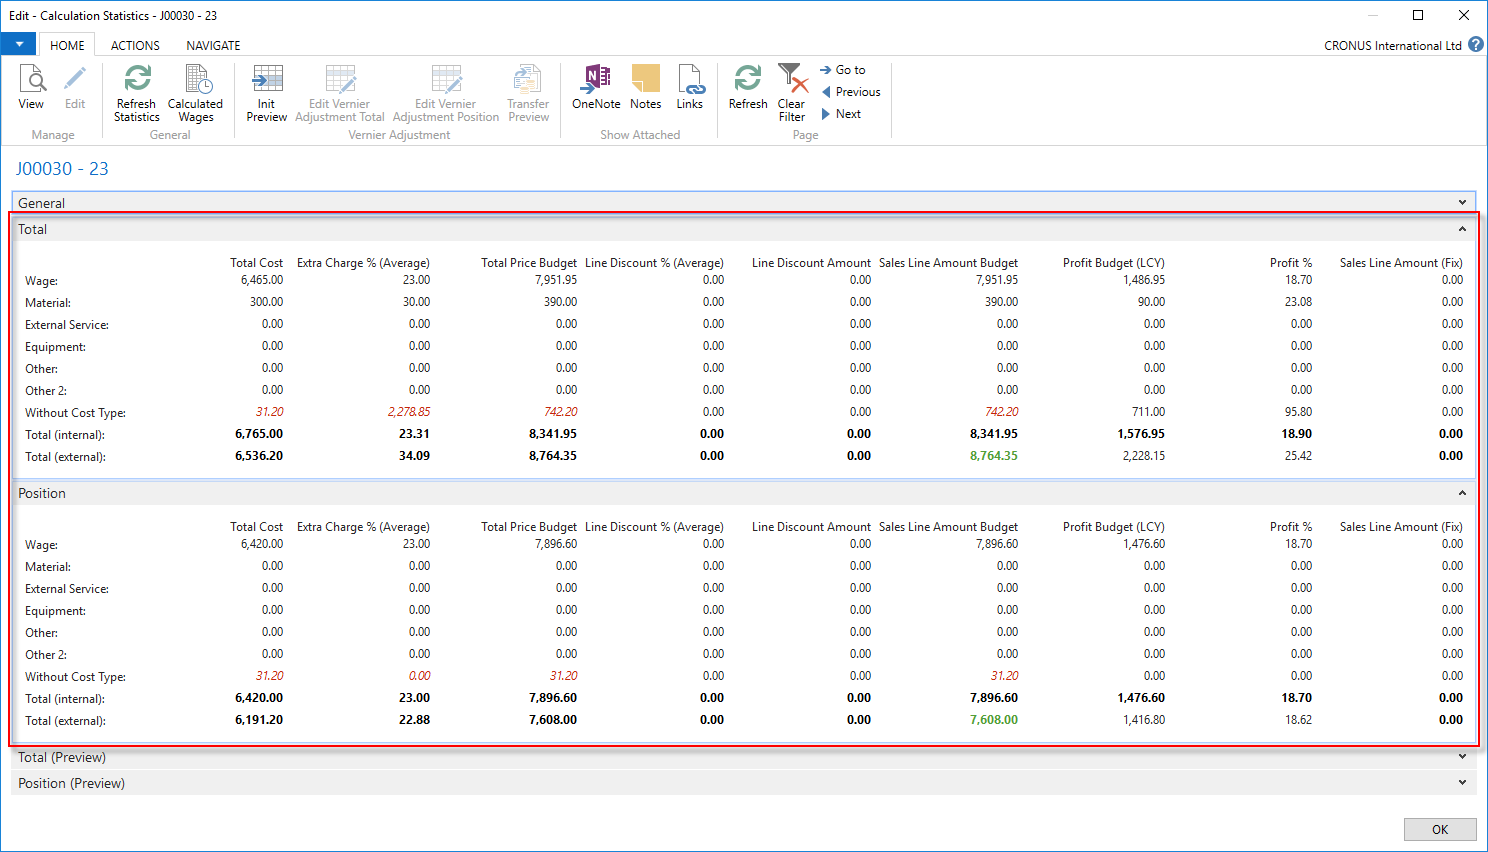 Edit - Calculation Statistics - J00030 - 23
HOME ACTIONS NAVIGATE CRONUS International Ltd ?
View Edit Refresh Statistics Calculated Wages Init Preview Edit Vernier Adjustment Total Edit Vernier Adjustment Position Transfer Preview OneNote Notes Links Refresh Clear Filter Go to Previous Next
Manage General Vernier Adjustment Show Attached Page
J00030 - 23
General
Total
Total Cost Extra Charge % (Average) Total Price Budget Line Discount % (Average) Line Discount Amount Sales Line Amount Budget Profit Budget (LCY) Profit % Sales Line Amount (Fix)
Wage: 6,465.00 23.00 7,951.95 0.00 0.00 7,951.95 1,486.95 18.70 0.00
Material: 300.00 30.00 390.00 0.00 0.00 390.00 90.00 23.08 0.00
External Service: 0.00 0.00 0.00 0.00 0.00 0.00 0.00 0.00 0.00
Equipment: 0.00 0.00 0.00 0.00 0.00 0.00 0.00 0.00 0.00
Other: 0.00 0.00 0.00 0.00 0.00 0.00 0.00 0.00 0.00
Other 2: 0.00 0.00 0.00 0.00 0.00 0.00 0.00 0.00 0.00
Without Cost Type: 31.20 2,278.85 742.20 0.00 0.00 742.20 711.00 95.80 0.00
Total (internal): 6,765.00 23.31 8,341.95 0.00 0.00 8,341.95 1,576.95 18.90 0.00
Total (external): 6,536.20 34.09 8,764.35 0.00 0.00 8,764.35 2,228.15 25.42 0.00
Position
Total Cost Extra Charge % (Average) Total Price Budget Line Discount % (Average) Line Discount Amount Sales Line Amount Budget Profit Budget (LCY) Profit % Sales Line Amount (Fix)
Wage: 6,420.00 23.00 7,896.60 0.00 0.00 7,896.60 1,476.60 18.70 0.00
Material: 0.00 0.00 0.00 0.00 0.00 0.00 0.00 0.00 0.00
External Service: 0.00 0.00 0.00 0.00 0.00 0.00 0.00 0.00 0.00
Equipment: 0.00 0.00 0.00 0.00 0.00 0.00 0.00 0.00 0.00
Other: 0.00 0.00 0.00 0.00 0.00 0.00 0.00 0.00 0.00
Other 2: 0.00 0.00 0.00 0.00 0.00 0.00 0.00 0.00 0.00
Without Cost Type: 31.20 0.00 31.20 0.00 0.00 31.20 0.00 0.00 0.00
Total (internal): 6,420.00 23.00 7,896.60 0.00 0.00 7,896.60 1,476.60 18.70 0.00
Total (external): 6,191.20 22.88 7,608.00 0.00 0.00 7,608.00 1,416.80 18.62 0.00
Total (Preview)
Position (Preview)
OK